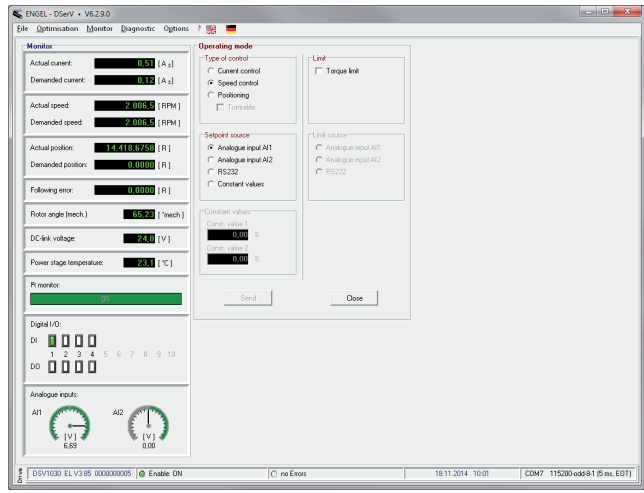 ENGEL - DSerV • V6.2.9.0
File Optimisation Monitor Diagnostic Options ?
Monitor
Actual current: 0,51 [ A s]
Demanded current: 0,12 [ A s]
Actual speed: 2.006,5 [ RPM ]
Demanded speed: 2.006,5 [ RPM ]
Actual position: 14.418,6758 [ R ]
Demanded position: 0,0000 [ R ]
Following error: 0,0000 [ R ]
Rotor angle (mech.) 65,23 [ °mech ]
DC-link voltage: 24,0 [ V ]
Power stage temperature: 23,1 [ °C ]
I²t monitor:
0%
Digital I/O:
DI
1 2 3 4 5 6 7 8 9 10
DO
Analogue inputs:
AI1 AI2
[ V ] [ V ]
6,69 0,00
Operating mode
Type of control
Current control
Speed control
Positioning
Turntable
Limit
Torque limit
Setpoint source
Analogue input AI1
Analogue input AI2
RS232
Constant values
Limit source
Analogue input AI1
Analogue input AI2
RS232
Constant values
Const. value 1
0,00 %
Const. value 2
0,00 %
Send Close
Drive DSV1030 EL V3.85 0000000005 Enable: ON no Errors 18.11.2014 10:01 COM7 115200-odd-8-1 (5 ms, EOT)